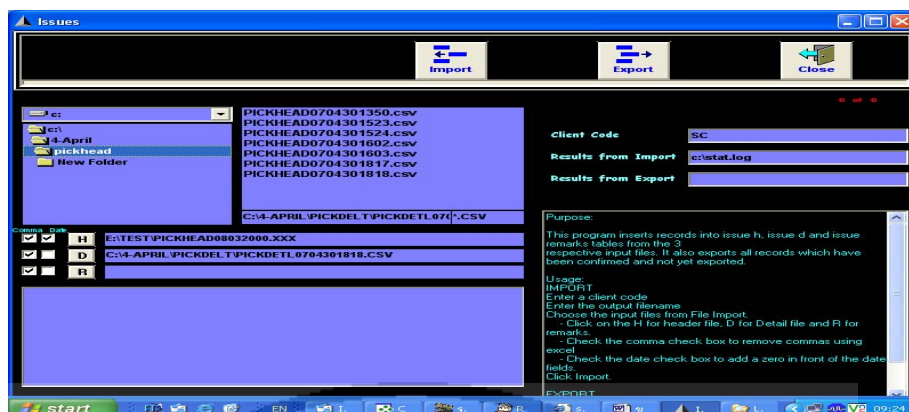 Issues
Import
Export
Close
0 of 0
c:
c:\
4-April
pickhead
New Folder
PICKHEAD0704301350.csv
PICKHEAD0704301523.csv
PICKHEAD0704301524.csv
PICKHEAD0704301602.csv
PICKHEAD0704301603.csv
PICKHEAD0704301817.csv
PICKHEAD0704301818.csv
C:\4-APRIL\PICKDELT\PICKDETL07(*.CSV
Client Code
SC
Results from Import
c:\stat.log
Results from Export
Comma Date
H
E:\TEST\PICKHEAD08032000.XXX
D
C:\4-APRIL\PICKDELT\PICKDETL0704301818.CSV
R
Purpose:
This program inserts records into issue h, issue d and issue
remarks tables from the 3
respective input files. It also exports all records which have
been confirmed and not yet exported.
Usage:
IMPORT
Enter a client code
Enter the output filename
Choose the input files from File Import.
- Click on the H for header file, D for Detail file and R for
remarks.
- Check the comma check box to remove commas using
excel
- Check the date check box to add a zero in front of the date
fields.
Click Import.
EXPORT
start
EN
09:24